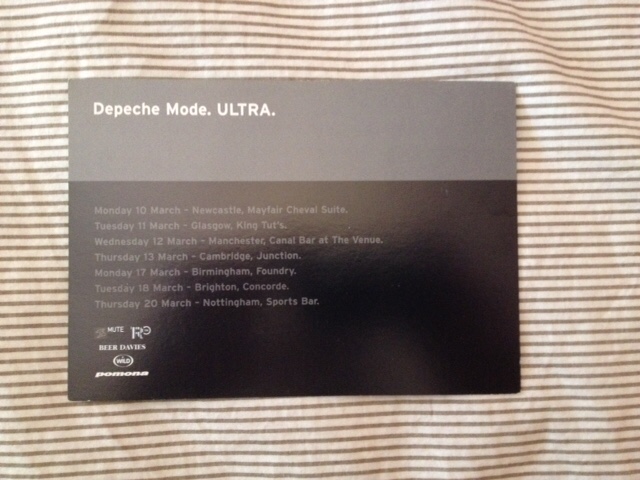 Depeche Mode. ULTRA.
Monday 10 March - Newcastle, Mayfair Cheval Suite.
Tuesday 11 March - Glasgow, King Tut's.
Wednesday 12 March - Manchester, Canal Bar at The Venue.
Thursday 13 March - Cambridge, Junction.
Monday 17 March - Birmingham, Foundry.
Tuesday 18 March - Brighton, Concorde.
Thursday 20 March - Nottingham, Sports Bar.
MUTE
BEER DAVIES
WILD
pomona